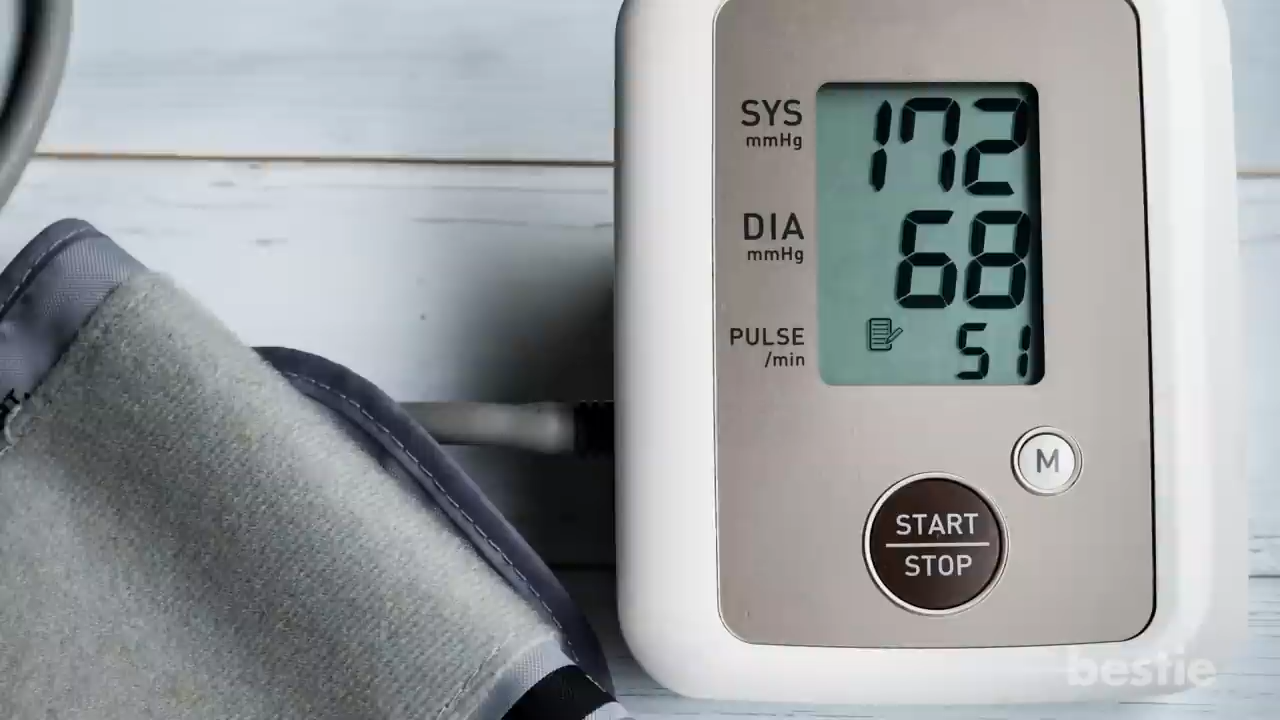 SYS 172
mmHg
DIA 68
mmHg
PULSE 51
/min
M
START
STOP
bestie